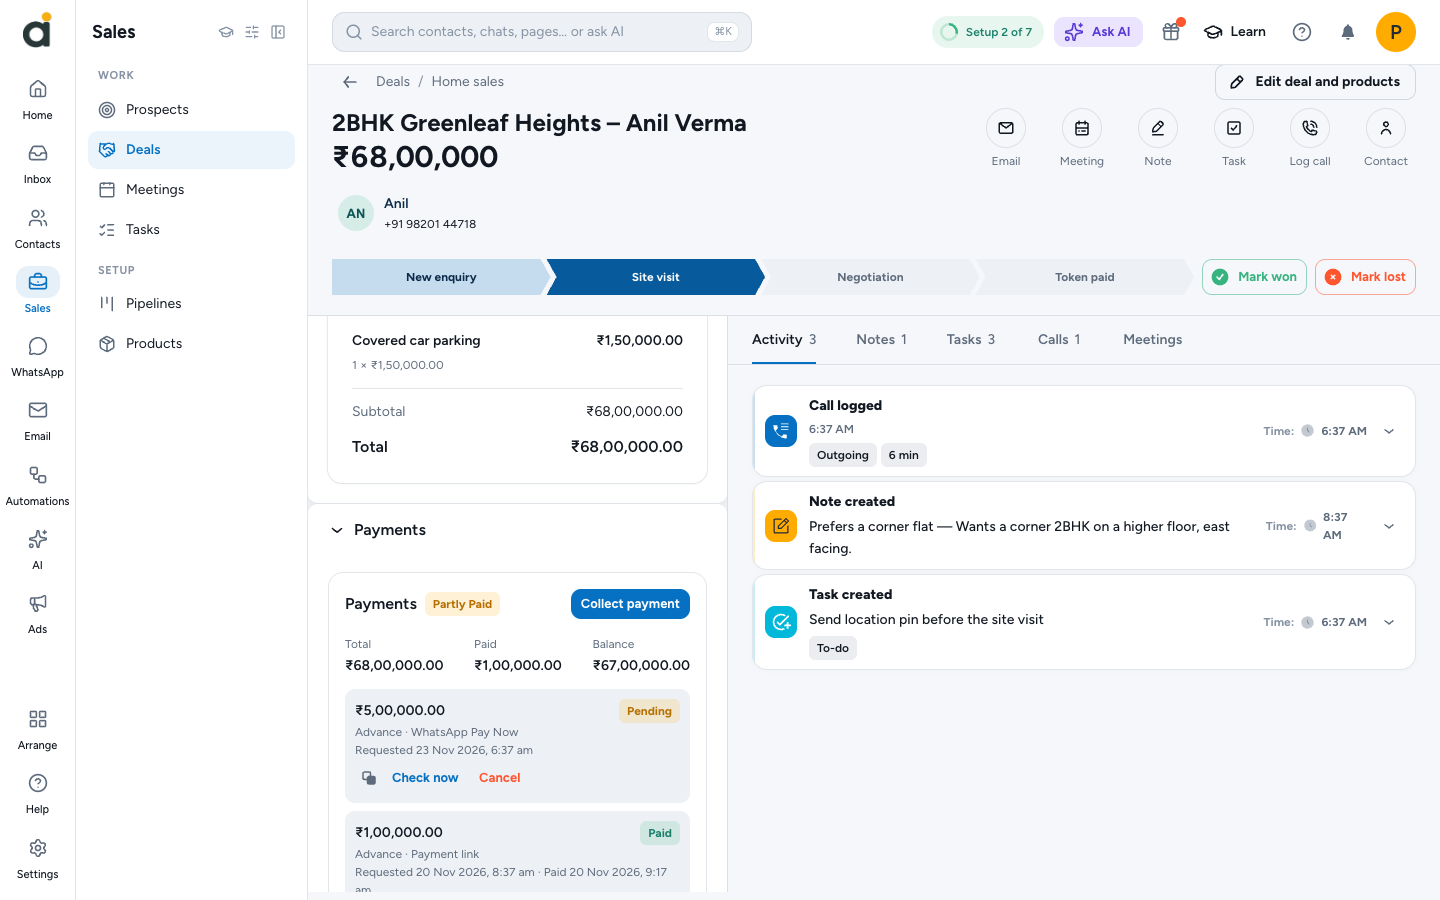 Sales
Search contacts, chats, pages... or ask AI
⌘K
Setup 2 of 7
Ask AI
Learn
P
Home
Inbox
Contacts
Sales
WhatsApp
Email
Automations
AI
Ads
Arrange
Help
Settings
WORK
Prospects
Deals
Meetings
Tasks
SETUP
Pipelines
Products
Deals / Home sales
Edit deal and products
2BHK Greenleaf Heights – Anil Verma
₹68,00,000
Email
Meeting
Note
Task
Log call
Contact
AN
Anil
+91 98201 44718
New enquiry
Site visit
Negotiation
Token paid
Mark won
Mark lost
Covered car parking ₹1,50,000.00
1 × ₹1,50,000.00
Subtotal ₹68,00,000.00
Total ₹68,00,000.00
Payments
Payments Partly Paid Collect payment
Total Paid Balance
₹68,00,000.00 ₹1,00,000.00 ₹67,00,000.00
₹5,00,000.00 Pending
Advance · WhatsApp Pay Now
Requested 23 Nov 2026, 6:37 am
Check now Cancel
₹1,00,000.00 Paid
Advance · Payment link
Requested 20 Nov 2026, 8:37 am · Paid 20 Nov 2026, 9:17
am
Activity 3 Notes 1 Tasks 3 Calls 1 Meetings
Call logged
6:37 AM
Outgoing 6 min
Time: 6:37 AM
Note created
Prefers a corner flat — Wants a corner 2BHK on a higher floor, east
facing.
Time: 8:37
AM
Task created
Send location pin before the site visit
To-do
Time: 6:37 AM